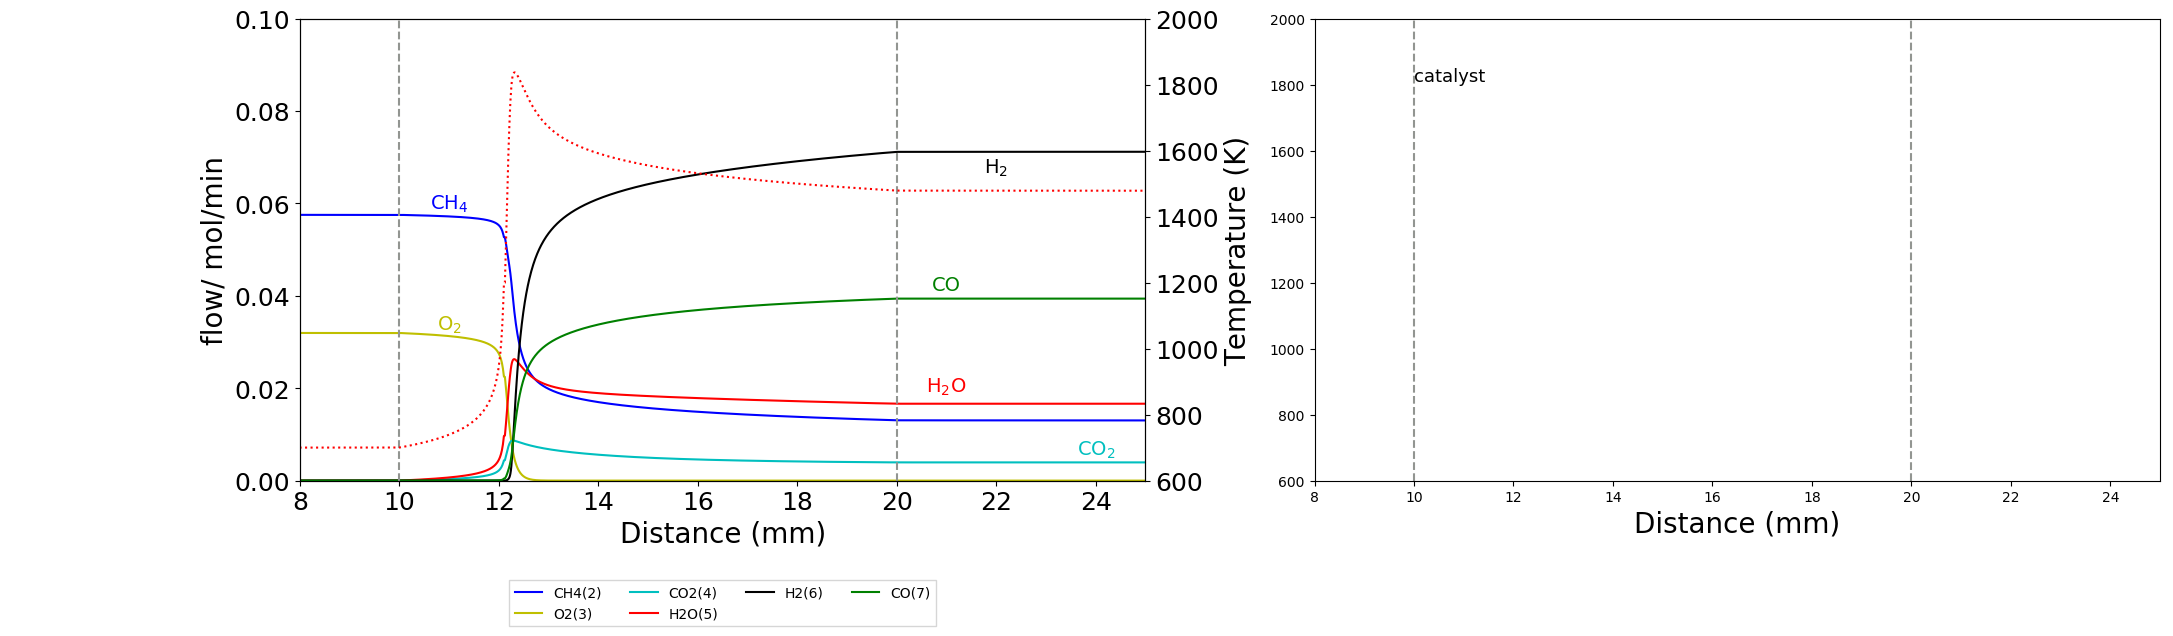 0.10
0.08
0.06
0.04
0.02
0.00
flow/ mol/min
8 10 12 14 16 18 20 22 24
Distance (mm)
2000
1800
1600
1400
1200
1000
800
600
Temperature (K)
CH₄
O₂
H₂
CO
H₂O
CO₂
CH4(2) CO2(4) H2(6) CO(7)
O2(3) H2O(5)
2000
1800
1600
1400
1200
1000
800
600
catalyst
8 10 12 14 16 18 20 22 24
Distance (mm)